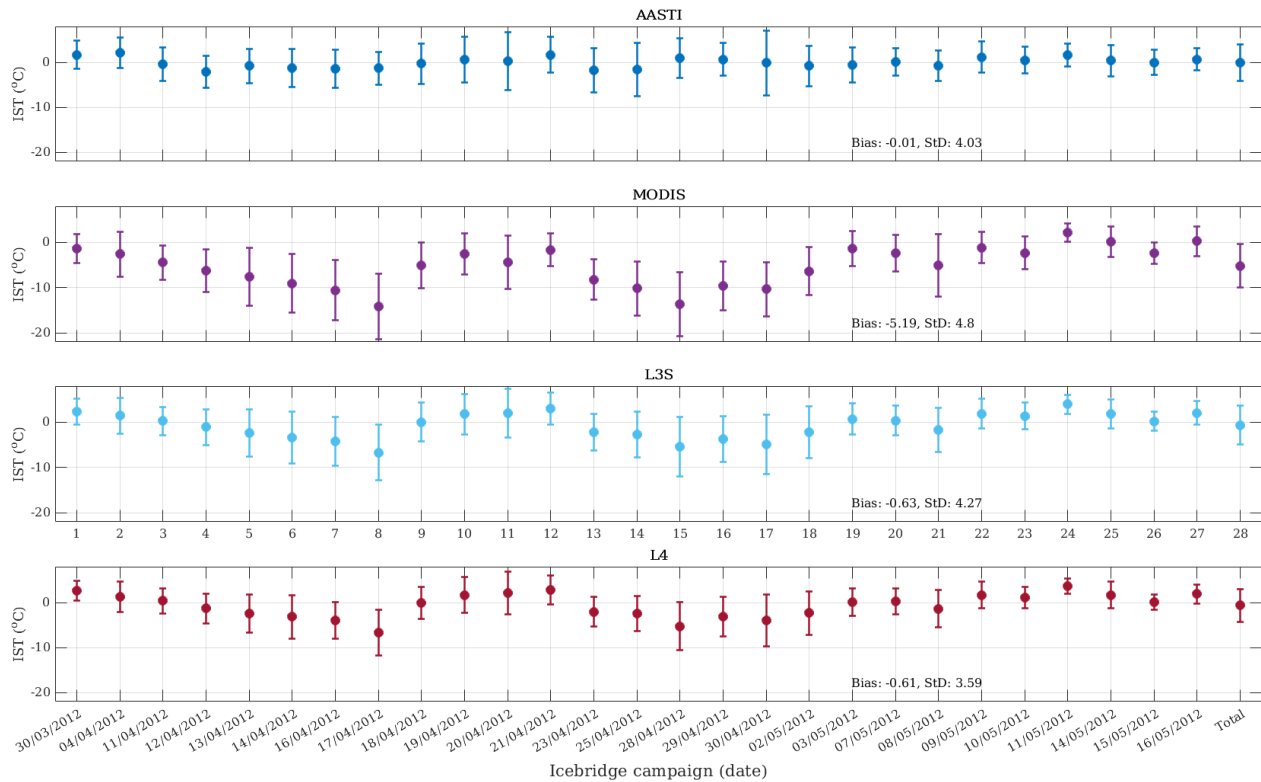 AASTI
IST (°C)
0
-10
-20
Bias: -0.01, StD: 4.03
MODIS
IST (°C)
0
-10
-20
Bias: -5.19, StD: 4.8
L3S
IST (°C)
0
-10
-20
Bias: -0.63, StD: 4.27
1 2 3 4 5 6 7 8 9 10 11 12 13 14 15 16 17 18 19 20 21 22 23 24 25 26 27 28
L4
IST (°C)
0
-10
-20
Bias: -0.61, StD: 3.59
30/03/2012 04/04/2012 11/04/2012 12/04/2012 13/04/2012 14/04/2012 16/04/2012 17/04/2012 18/04/2012 19/04/2012 20/04/2012 21/04/2012 23/04/2012 25/04/2012 28/04/2012 29/04/2012 30/04/2012 02/05/2012 03/05/2012 07/05/2012 08/05/2012 09/05/2012 10/05/2012 11/05/2012 14/05/2012 15/05/2012 16/05/2012 Total
Icebridge campaign (date)